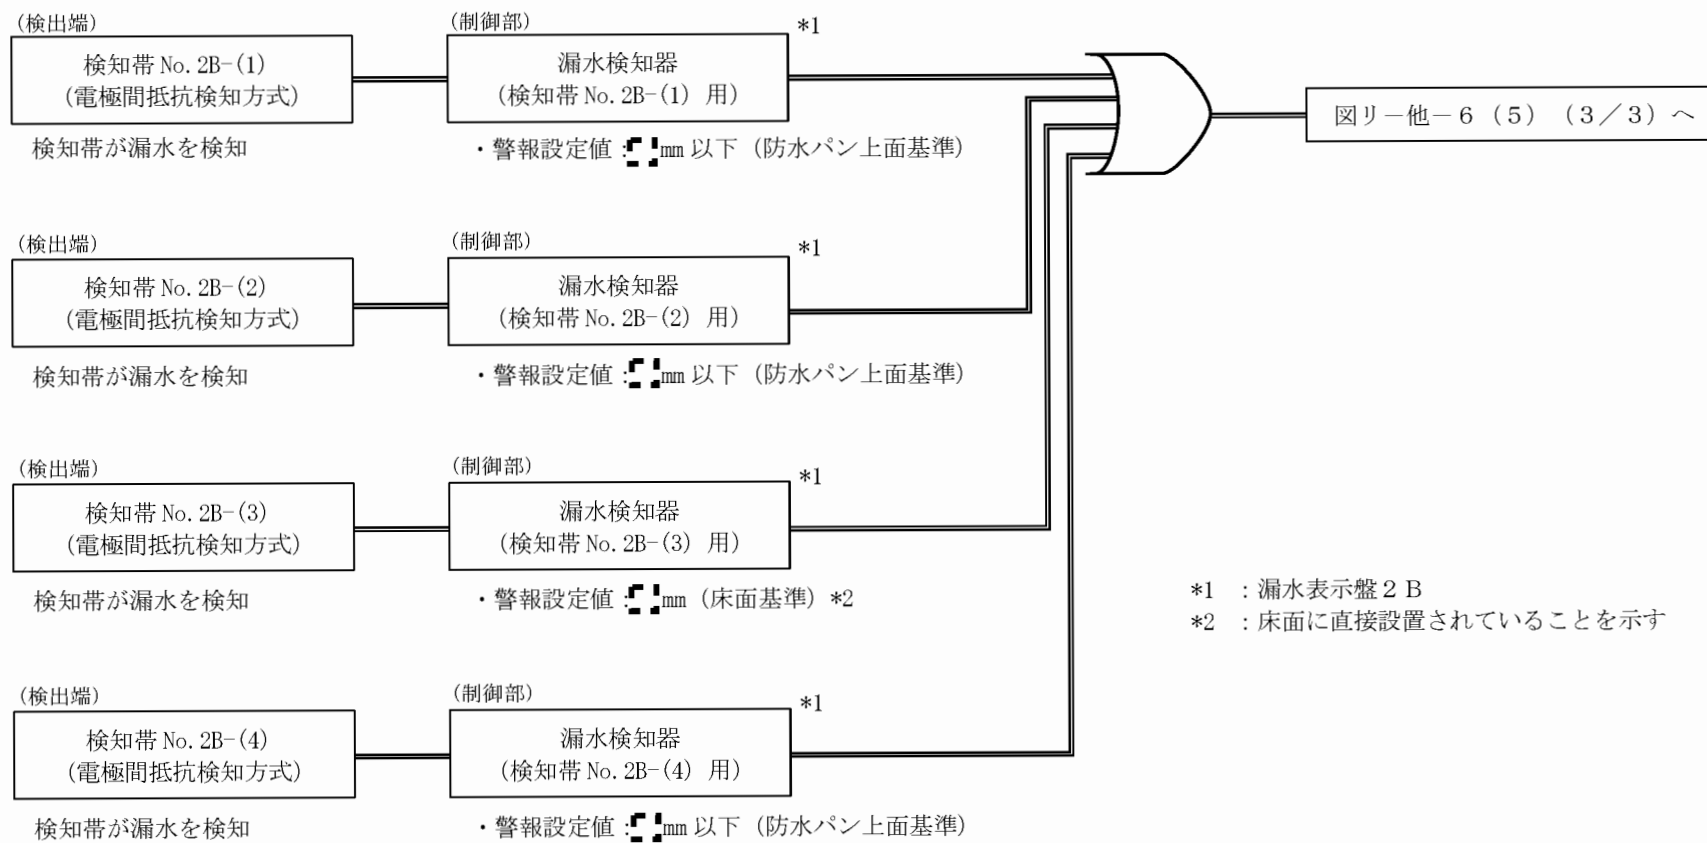 (検出端)
検知帯 No. 2B-(1)
(電極間抵抗検知方式)
検知帯が漏水を検知
(制御部)
*1
漏水検知器
(検知帯 No. 2B-(1) 用)
・警報設定値 : mm 以下 (防水パン上面基準)
図リ－他－６（５）（３／３）へ
(検出端)
検知帯 No. 2B-(2)
(電極間抵抗検知方式)
検知帯が漏水を検知
(制御部)
*1
漏水検知器
(検知帯 No. 2B-(2) 用)
・警報設定値 : mm 以下 (防水パン上面基準)
(検出端)
検知帯 No. 2B-(3)
(電極間抵抗検知方式)
検知帯が漏水を検知
(制御部)
*1
漏水検知器
(検知帯 No. 2B-(3) 用)
・警報設定値 : mm (床面基準) *2
(検出端)
検知帯 No. 2B-(4)
(電極間抵抗検知方式)
検知帯が漏水を検知
(制御部)
*1
漏水検知器
(検知帯 No. 2B-(4) 用)
・警報設定値 : mm 以下 (防水パン上面基準)
*1 : 漏水表示盤２Ｂ
*2 : 床面に直接設置されていることを示す